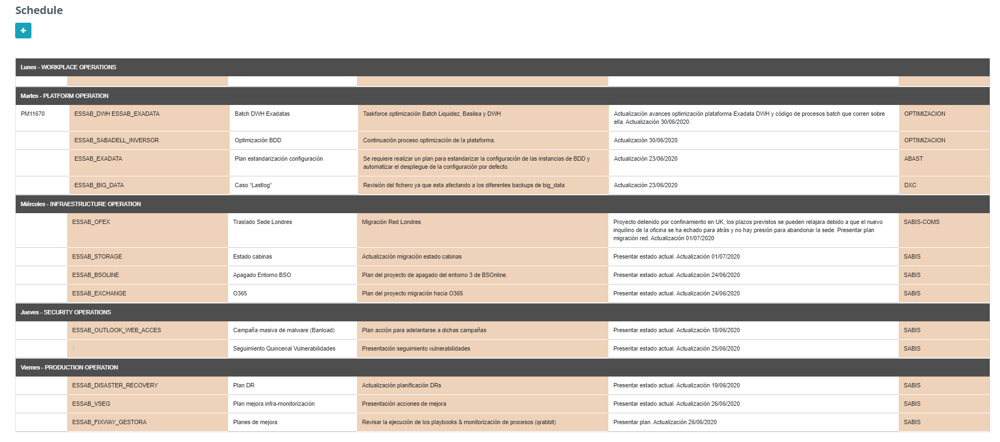 Schedule
+
Lunes - WORKPLACE OPERATIONS
Martes - PLATFORM OPERATION
PM11670 ESSAB_DWH ESSAB_EXADATA Batch DWH Exadatas Taskforce optimización Batch Liquidez, Basilea y DWH Actualización avances optimización plataforma Exadata DWH y código de procesos batch que corren sobre OPTIMIZACION
ella. Actualización 30/06/2020.
ESSAB_SABADELL_INVERSOR Optimización BDD Continuación proceso optimización de la plataforma. Actualización 30/06/2020 OPTIMIZACION
ESSAB_EXADATA Plan estandarización configuración Se requiere realizar un plan para estandarizar la configuración de las instancias de BDD y Actualización 23/06/2020 ABAST
automatizar el despliegue de la configuración por defecto.
ESSAB_BIG_DATA Caso “Lastlog” Revisión del fichero ya que esta afectando a los diferentes backups de big_data Actualización 23/06/2020 DXC
Miércoles - INFRAESTRUCTURE OPERATION
ESSAB_OFEX Traslado Sede Londres Migración Red Londres Proyecto detenido por confinamiento en UK, los plazos previstos se pueden relajara debido a que el nuevo SABIS-COMS
inquilino de la oficina se ha echado para atrás y no hay presión para abandonar la sede. Presentar plan
migración red. Actualización 01/07/2020
ESSAB_STORAGE Estado cabinas Actualización migración estado cabinas Presentar estado actual. Actualización 01/07/2020 SABIS
ESSAB_BSOLINE Apagado Entorno BSO Plan del proyecto de apagado del entorno 3 de BSOnline. Presentar estado actual. Actualización 24/06/2020 SABIS
ESSAB_EXCHANGE O365 Plan del proyecto migración hacia O365 Presentar estado actual. Actualización 24/06/2020 SABIS
Jueves - SECURITY OPERATIONS
ESSAB_OUTLOOK_WEB_ACCES Campaña masiva de malware (Banload) Plan acción para adelantarse a dichas campañas Presentar estado actual. Actualización 18/06/2020 SABIS
0 Seguimiento Quincenal Vulnerabilidades Presentación seguimiento vulnerabilidades Presentar estado actual. Actualización 25/06/2020 SABIS
Viernes - PRODUCTION OPERATION
ESSAB_DISASTER_RECOVERY Plan DR Actualización planificación DRs Presentar estado actual. Actualización 19/06/2020 SABIS
ESSAB_VSEG Plan mejora infra-monitorización Presentación acciones de mejora Presentar estado actual. Actualización 26/06/2020 SABIS
ESSAB_FIXWAY_GESTORA Planes de mejora Revisar la ejecución de los playbooks & monitorización de procesos (qrabbit) Presentar plan. Actualización 26/06/2020 SABIS